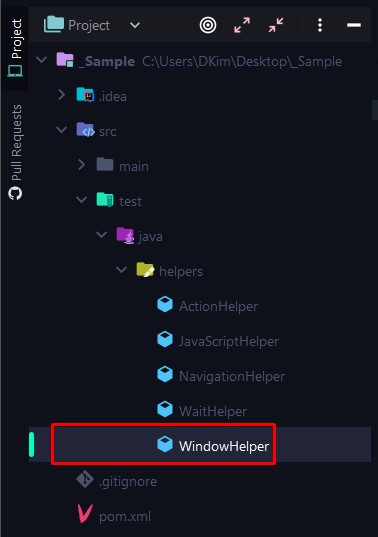 Project
Project
Pull Requests
_Sample C:\Users\DKim\Desktop\_Sample
.idea
src
main
test
java
helpers
ActionHelper
JavaScriptHelper
NavigationHelper
WaitHelper
WindowHelper
.gitignore
pom.xml